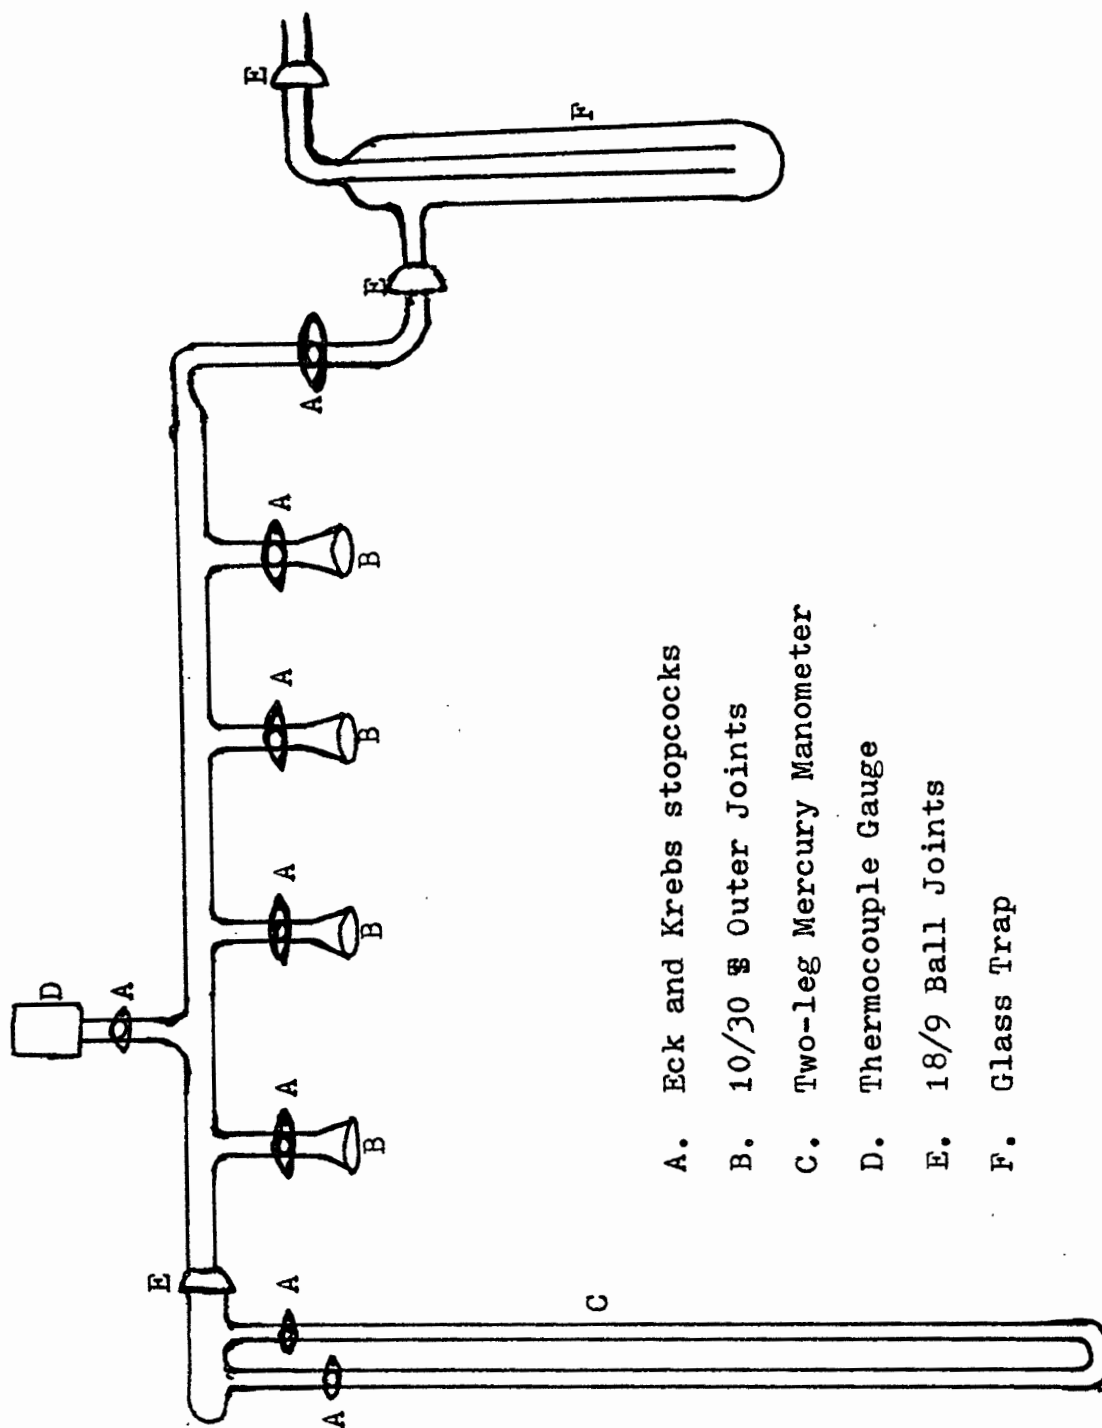 D
A
E
E
A
A
A
A
A
A
A
B
B
B
B
E
C
F
A. Eck and Krebs stopcocks
B. 10/30 Outer Joints
C. Two-leg Mercury Manometer
D. Thermocouple Gauge
E. 18/9 Ball Joints
F. Glass Trap